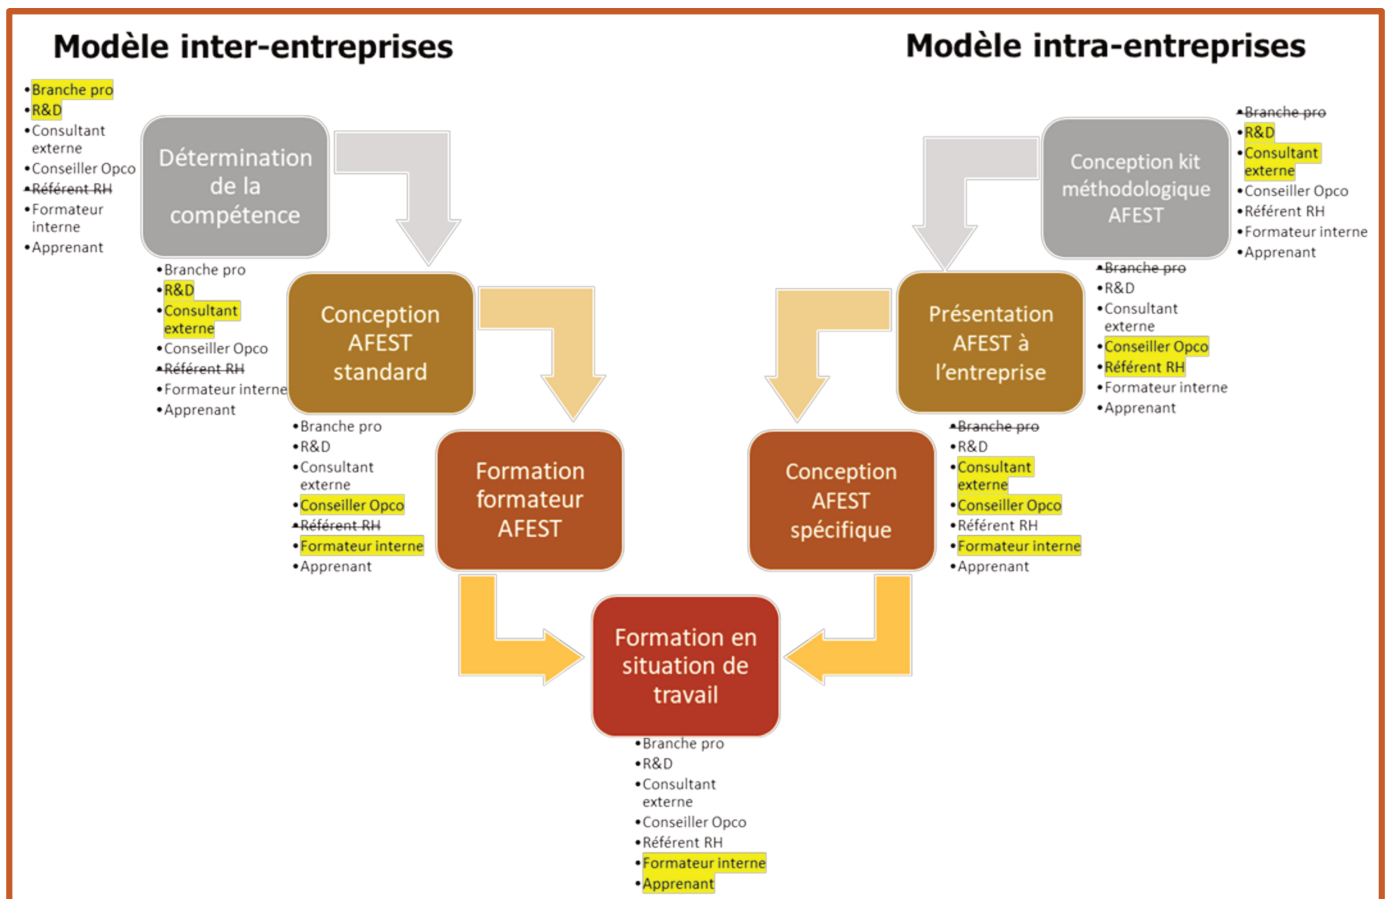 Modèle inter-entreprises
•Branche pro
•R&D
•Consultant
externe
•Conseiller Opco
•Référent RH
•Formateur
interne
•Apprenant
Détermination
de la
compétence
•Branche pro
•R&D
•Consultant
externe
•Conseiller Opco
•Référent RH
•Formateur interne
•Apprenant
Conception
AFEST
standard
•Branche pro
•R&D
•Consultant
externe
•Conseiller Opco
•Référent RH
•Formateur interne
•Apprenant
Formation
formateur
AFEST
Modèle intra-entreprises
Conception kit
méthodologique
AFEST
•Branche pro
•R&D
•Consultant
externe
•Conseiller Opco
•Référent RH
•Formateur interne
•Apprenant
Présentation
AFEST à
l’entreprise
•Branche pro
•R&D
•Consultant
externe
•Conseiller Opco
•Référent RH
•Formateur interne
•Apprenant
Conception
AFEST
spécifique
•Branche pro
•R&D
•Consultant
externe
•Conseiller Opco
•Référent RH
•Formateur interne
•Apprenant
Formation en
situation de
travail
•Branche pro
•R&D
•Consultant
externe
•Conseiller Opco
•Référent RH
•Formateur interne
•Apprenant